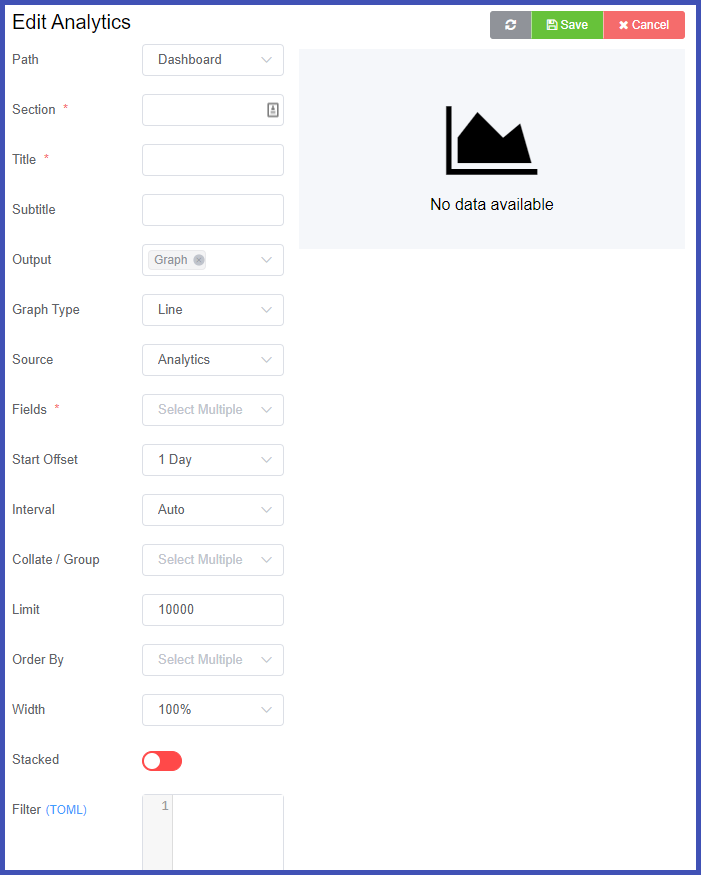 Edit Analytics
Save
Cancel
Path Dashboard
Section *
Title *
Subtitle
Output Graph
Graph Type Line
Source Analytics
Fields * Select Multiple
Start Offset 1 Day
Interval Auto
Collate / Group Select Multiple
Limit 10000
Order By Select Multiple
Width 100%
Stacked
Filter (TOML) 1
No data available